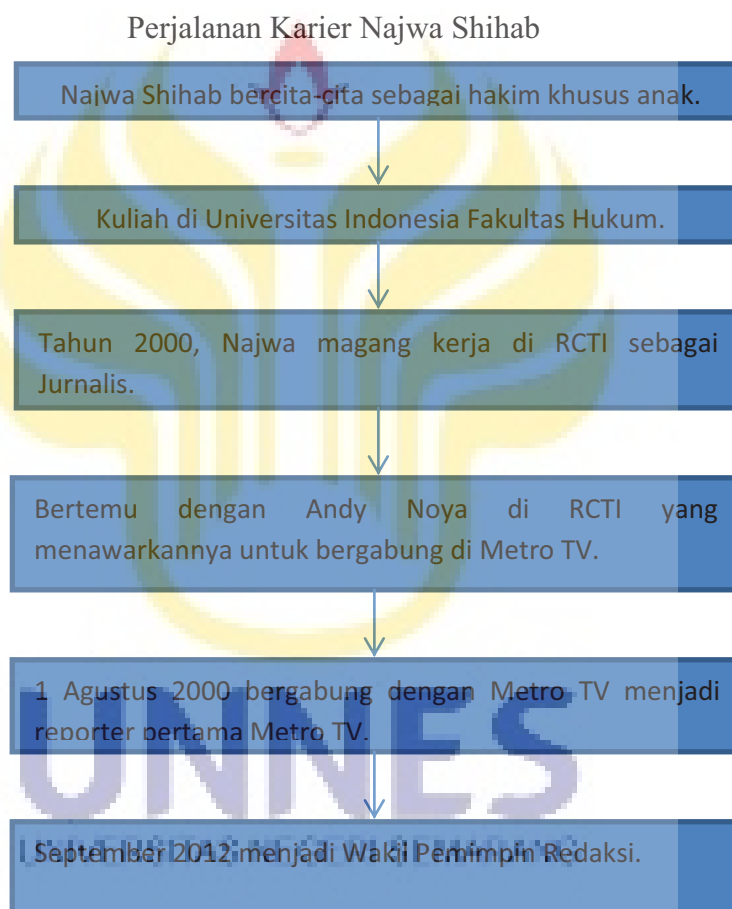 Perjalanan Karier Najwa Shihab
Najwa Shihab bercita-cita sebagai hakim khusus anak.
Kuliah di Universitas Indonesia Fakultas Hukum.
Tahun 2000, Najwa magang kerja di RCTI sebagai
Jurnalis.
Bertemu dengan Andy Noya di RCTI yang
menawarkannya untuk bergabung di Metro TV.
1 Agustus 2000 bergabung dengan Metro TV menjadi
reporter pertama Metro TV.
UNNES
September 2012 menjadi Wakil Pemimpin Redaksi.